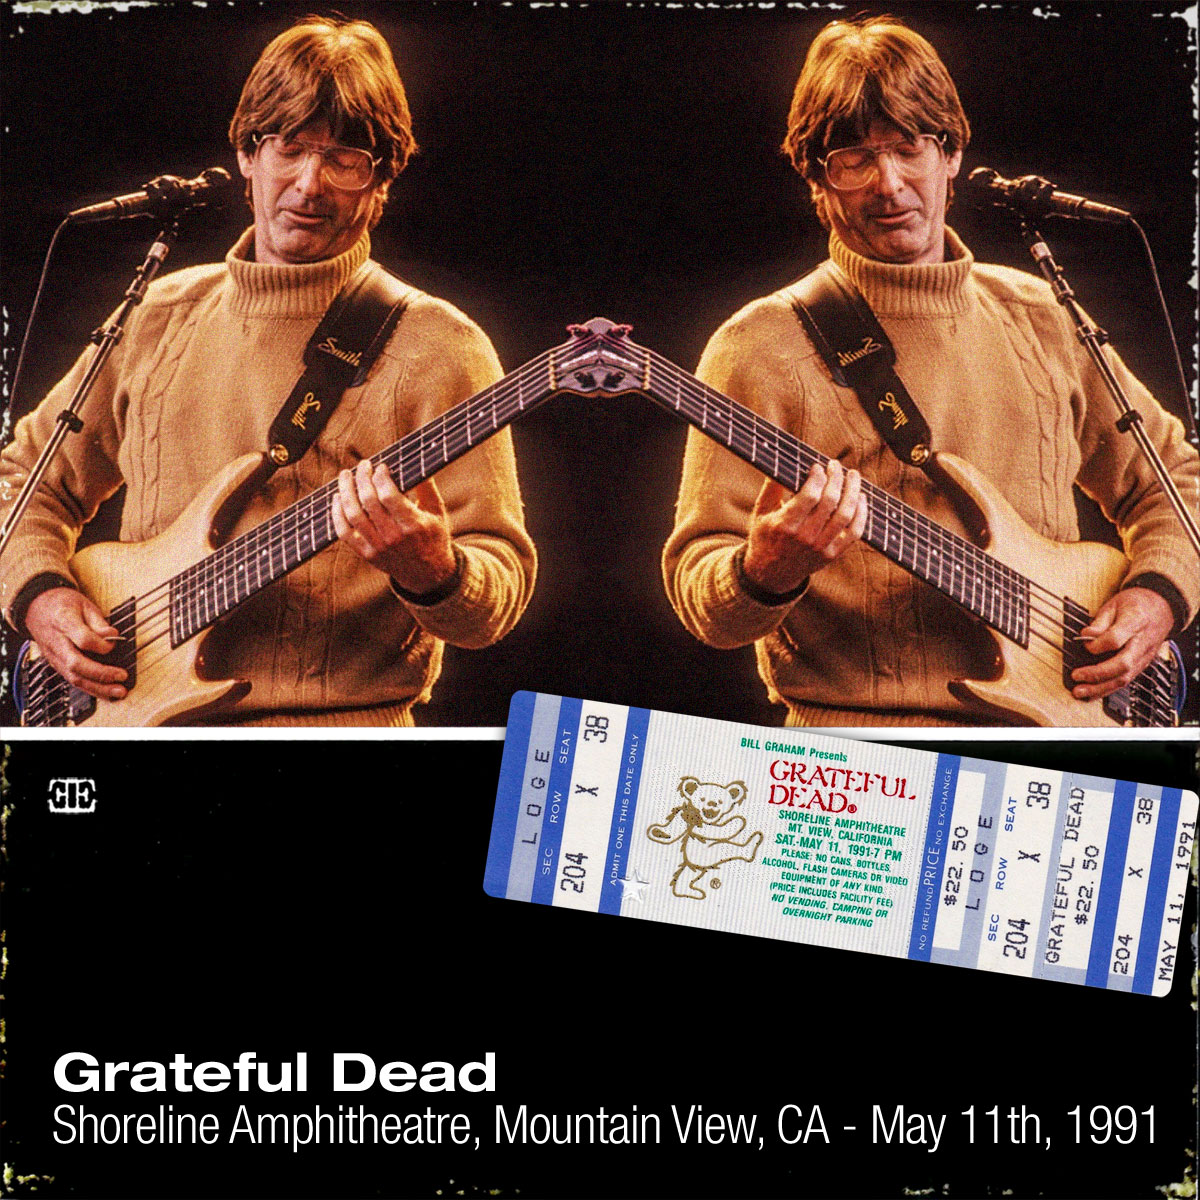 Smith
Smith
Smith
Smith
LOGE
SEC ROW SEAT
204 X 38
ADMIT ONE THIS DATE ONLY
BILL GRAHAM Presents
GRATEFUL
DEAD®
SHORELINE AMPHITHEATRE
MT. VIEW, CALIFORNIA
SAT.-MAY 11, 1991-7 PM
PLEASE: NO CANS, BOTTLES,
ALCOHOL, FLASH CAMERAS OR VIDEO
EQUIPMENT OF ANY KIND.
(PRICE INCLUDES FACILITY FEE)
NO VENDING, CAMPING OR
OVERNIGHT PARKING
®
NO REFUND PRICE NO EXCHANGE
$22.50
LOGE
SEC ROW SEAT
204 X 38
GRATEFUL DEAD
$22.50
204 X 38
MAY 11, 1991
Grateful Dead
Shoreline Amphitheatre, Mountain View, CA - May 11th, 1991